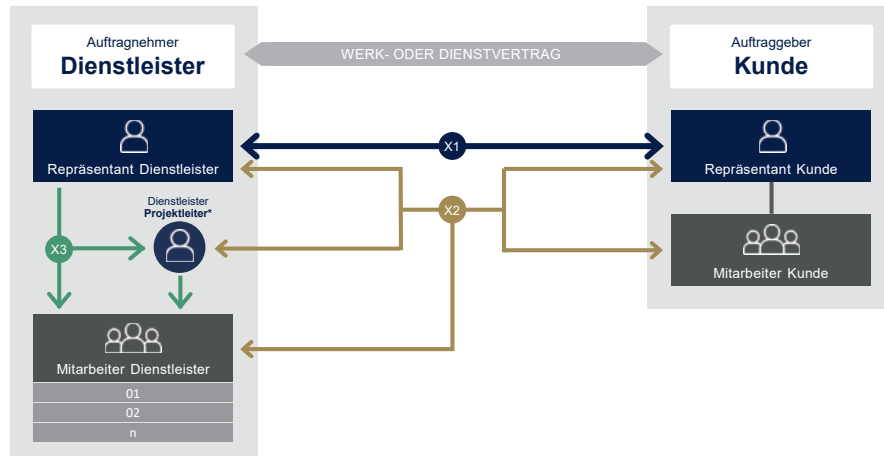 Auftragnehmer
Dienstleister
WERK- ODER DIENSTVERTRAG
Auftraggeber
Kunde
Repräsentant Dienstleister
X1
Repräsentant Kunde
Dienstleister
Projektleiter*
X2
X3
Mitarbeiter Kunde
Mitarbeiter Dienstleister
01
02
n